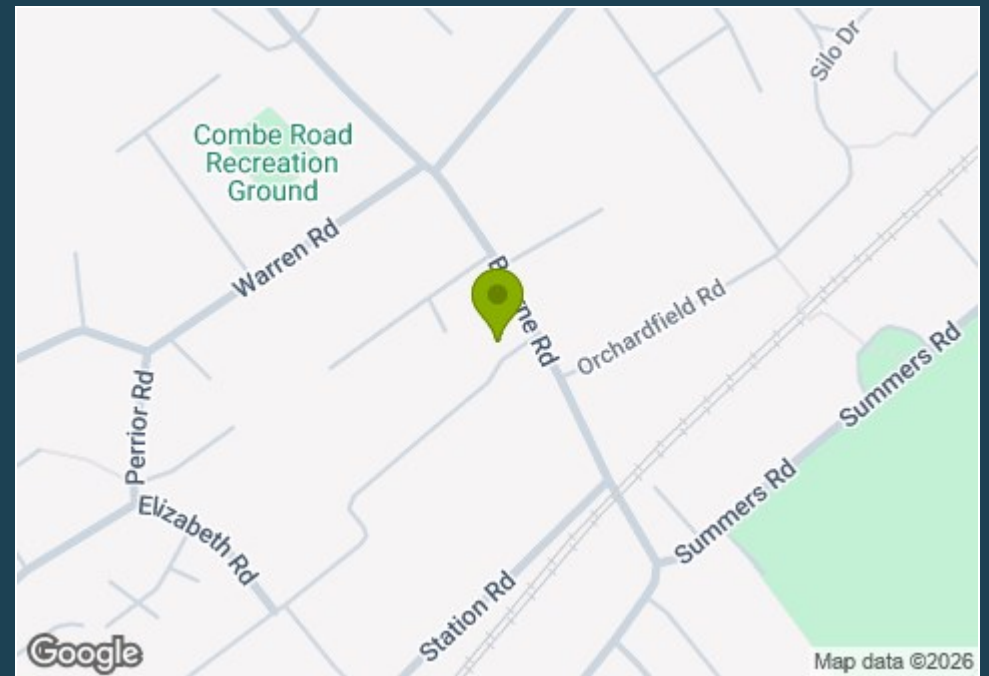 Silo Dr
Combe Road
Recreation
Ground
Warren Rd
Orchardfield Rd
Summers Rd
Perrior Rd
Elizabeth Rd
Summers Rd
Station Rd
Google
Map data ©2026